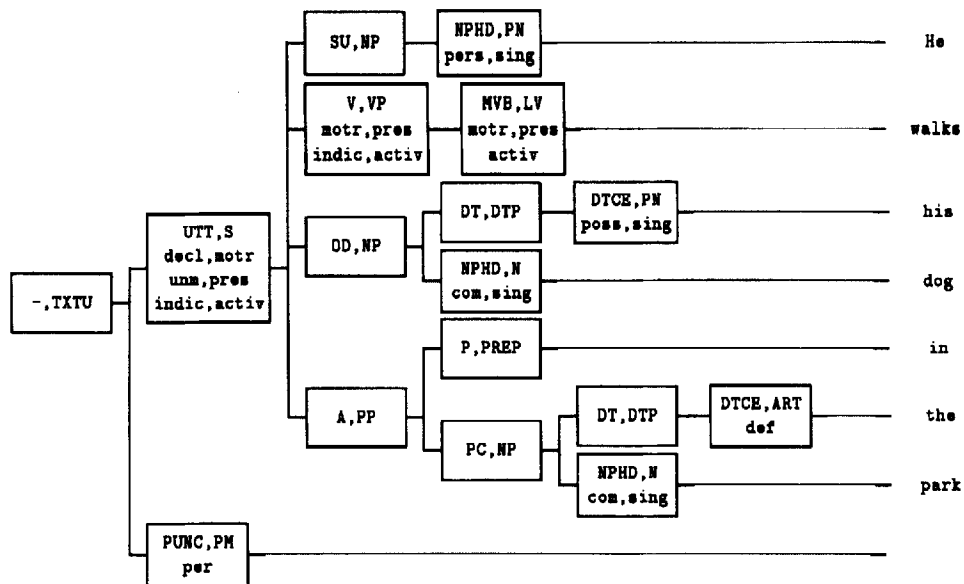 SU,NP
NPHD,PN
pers,sing
He
V,VP
motr,pres
indic,activ
MVB,LV
motr,pres
activ
walks
DT,DTP
DTCE,PN
poss,sing
his
UTT,S
decl,motr
unm,pres
indic,activ
OD,NP
NPHD,N
com,sing
dog
-,TXTU
P,PREP
in
A,PP
DT,DTP
DTCE,ART
def
the
PC,NP
NPHD,N
com,sing
park
PUNC,PM
per